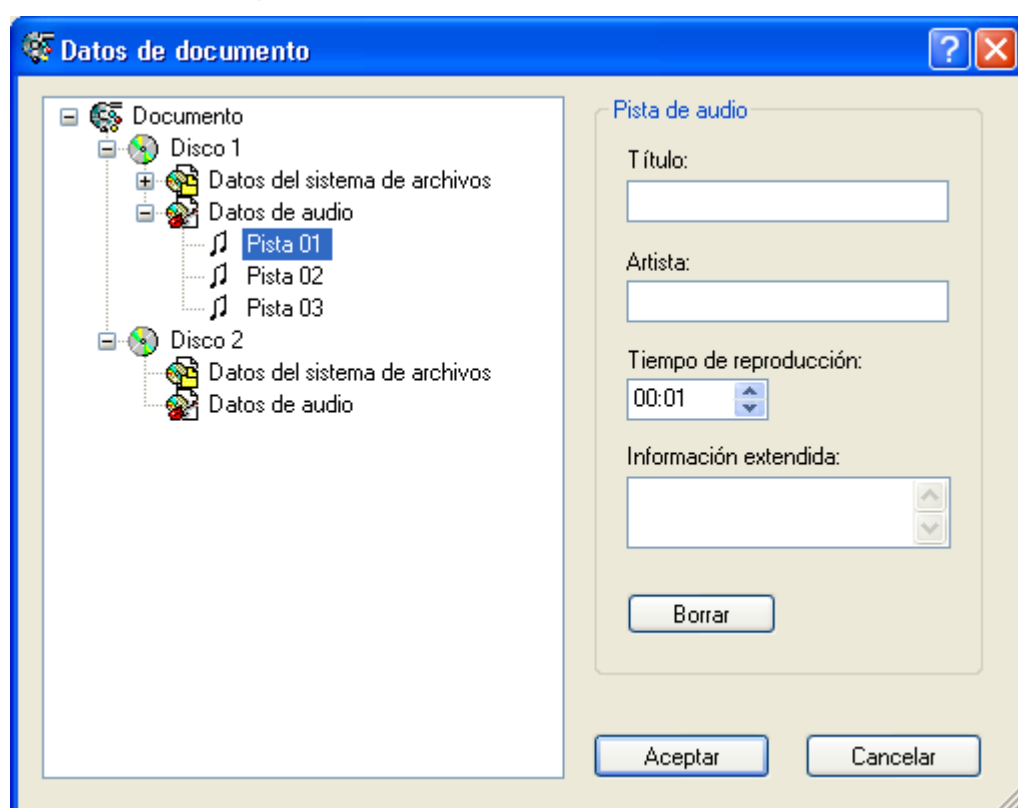 Datos de documento
Documento
Disco 1
Datos del sistema de archivos
Datos de audio
Pista 01
Pista 02
Pista 03
Disco 2
Datos del sistema de archivos
Datos de audio
Pista de audio
Título:
Artista:
Tiempo de reproducción:
00:01
Información extendida:
Borrar
Aceptar
Cancelar